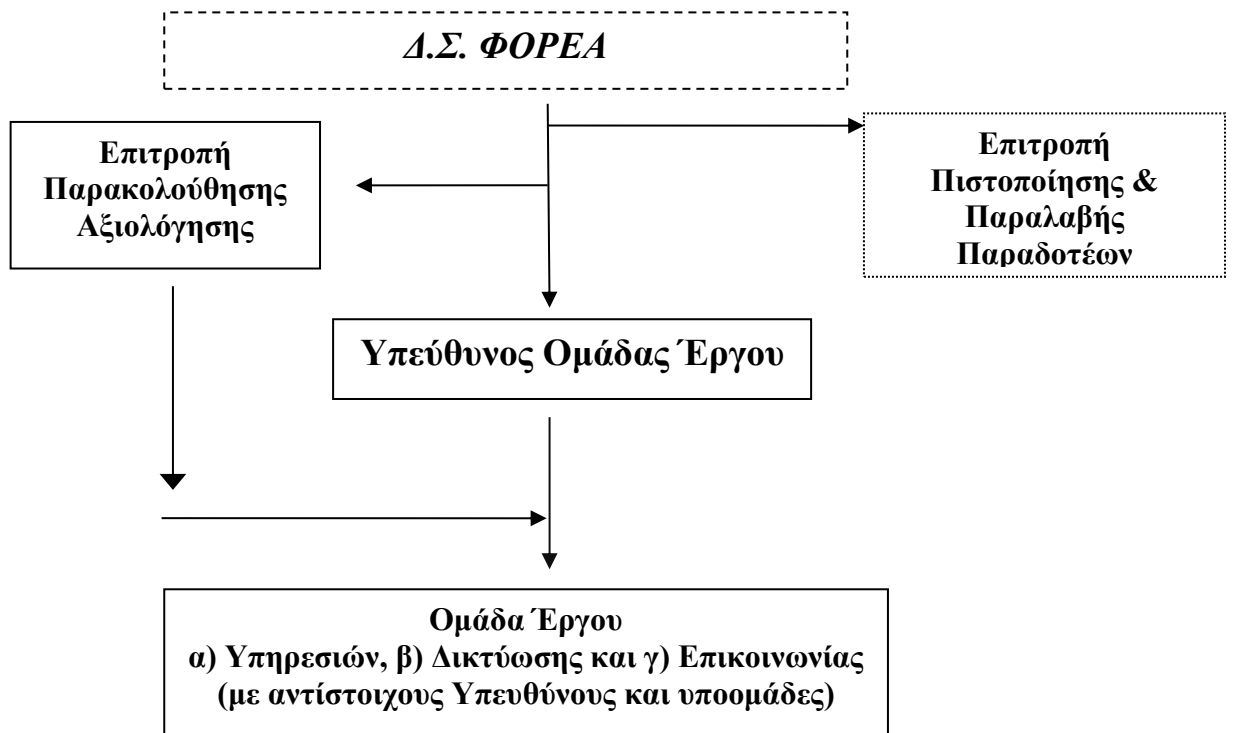 Δ.Σ. ΦΟΡΕΑ
Επιτροπή
Παρακολούθησης
Αξιολόγησης
Επιτροπή
Πιστοποίησης &
Παραλαβής
Παραδοτέων
Υπεύθυνος Ομάδας Έργου
Ομάδα Έργου
α) Υπηρεσιών, β) Δικτύωσης και γ) Επικοινωνίας
(με αντίστοιχους Υπευθύνους και υποομάδες)